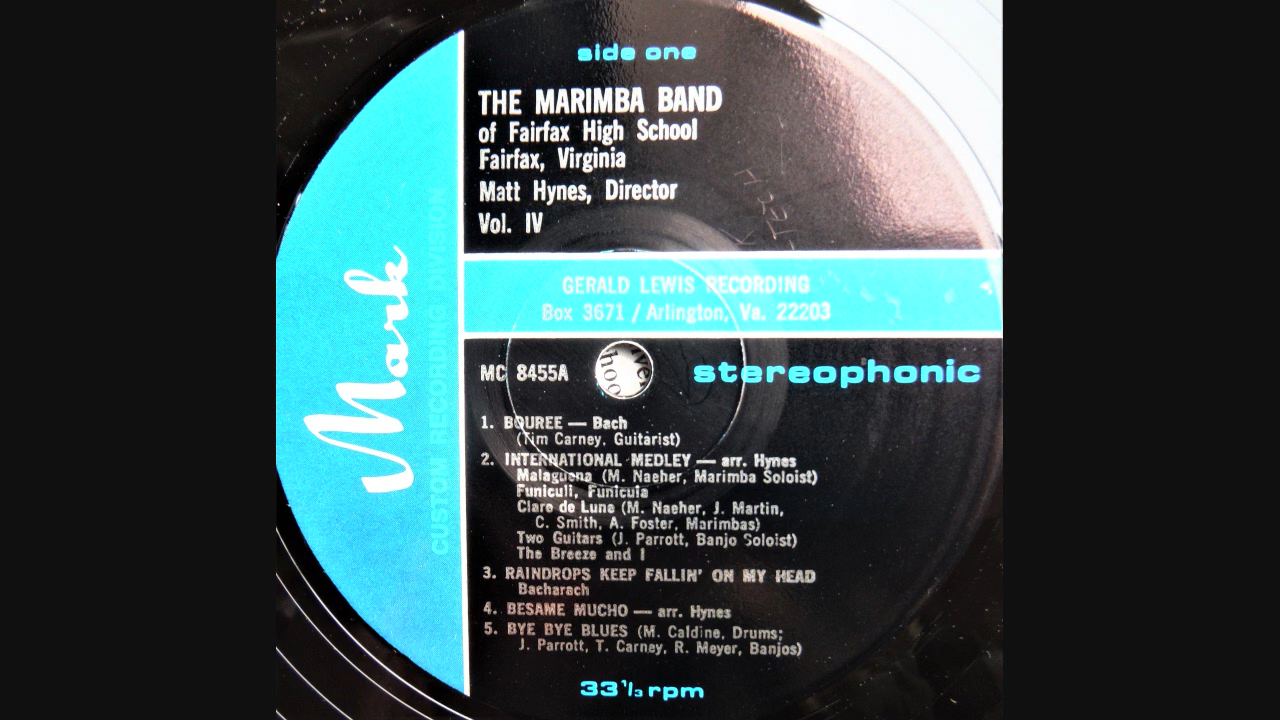 side one
THE MARIMBA BAND
of Fairfax High School
Fairfax, Virginia
Matt Hynes, Director
Vol. IV
Mark
CUSTOM RECORDING DIVISION
GERALD LEWIS RECORDING
Box 3671 / Arlington, Va. 22203
MC 8455A
stereophonic
1. BOUREE — Bach
(Tim Carney, Guitarist)
2. INTERNATIONAL MEDLEY — arr. Hynes
Malaguena (M. Naeher, Marimba Soloist)
Funiculi, Funicula
Clare de Lune (M. Naeher, J. Martin,
C. Smith, A. Foster, Marimbas)
Two Guitars (J. Parrott, Banjo Soloist)
The Breeze and I
3. RAINDROPS KEEP FALLIN' ON MY HEAD
Bacharach
4. BESAME MUCHO — arr. Hynes
5. BYE BYE BLUES (M. Caldine, Drums;
J. Parrott, T. Carney, R. Meyer, Banjos)
33⅓ rpm